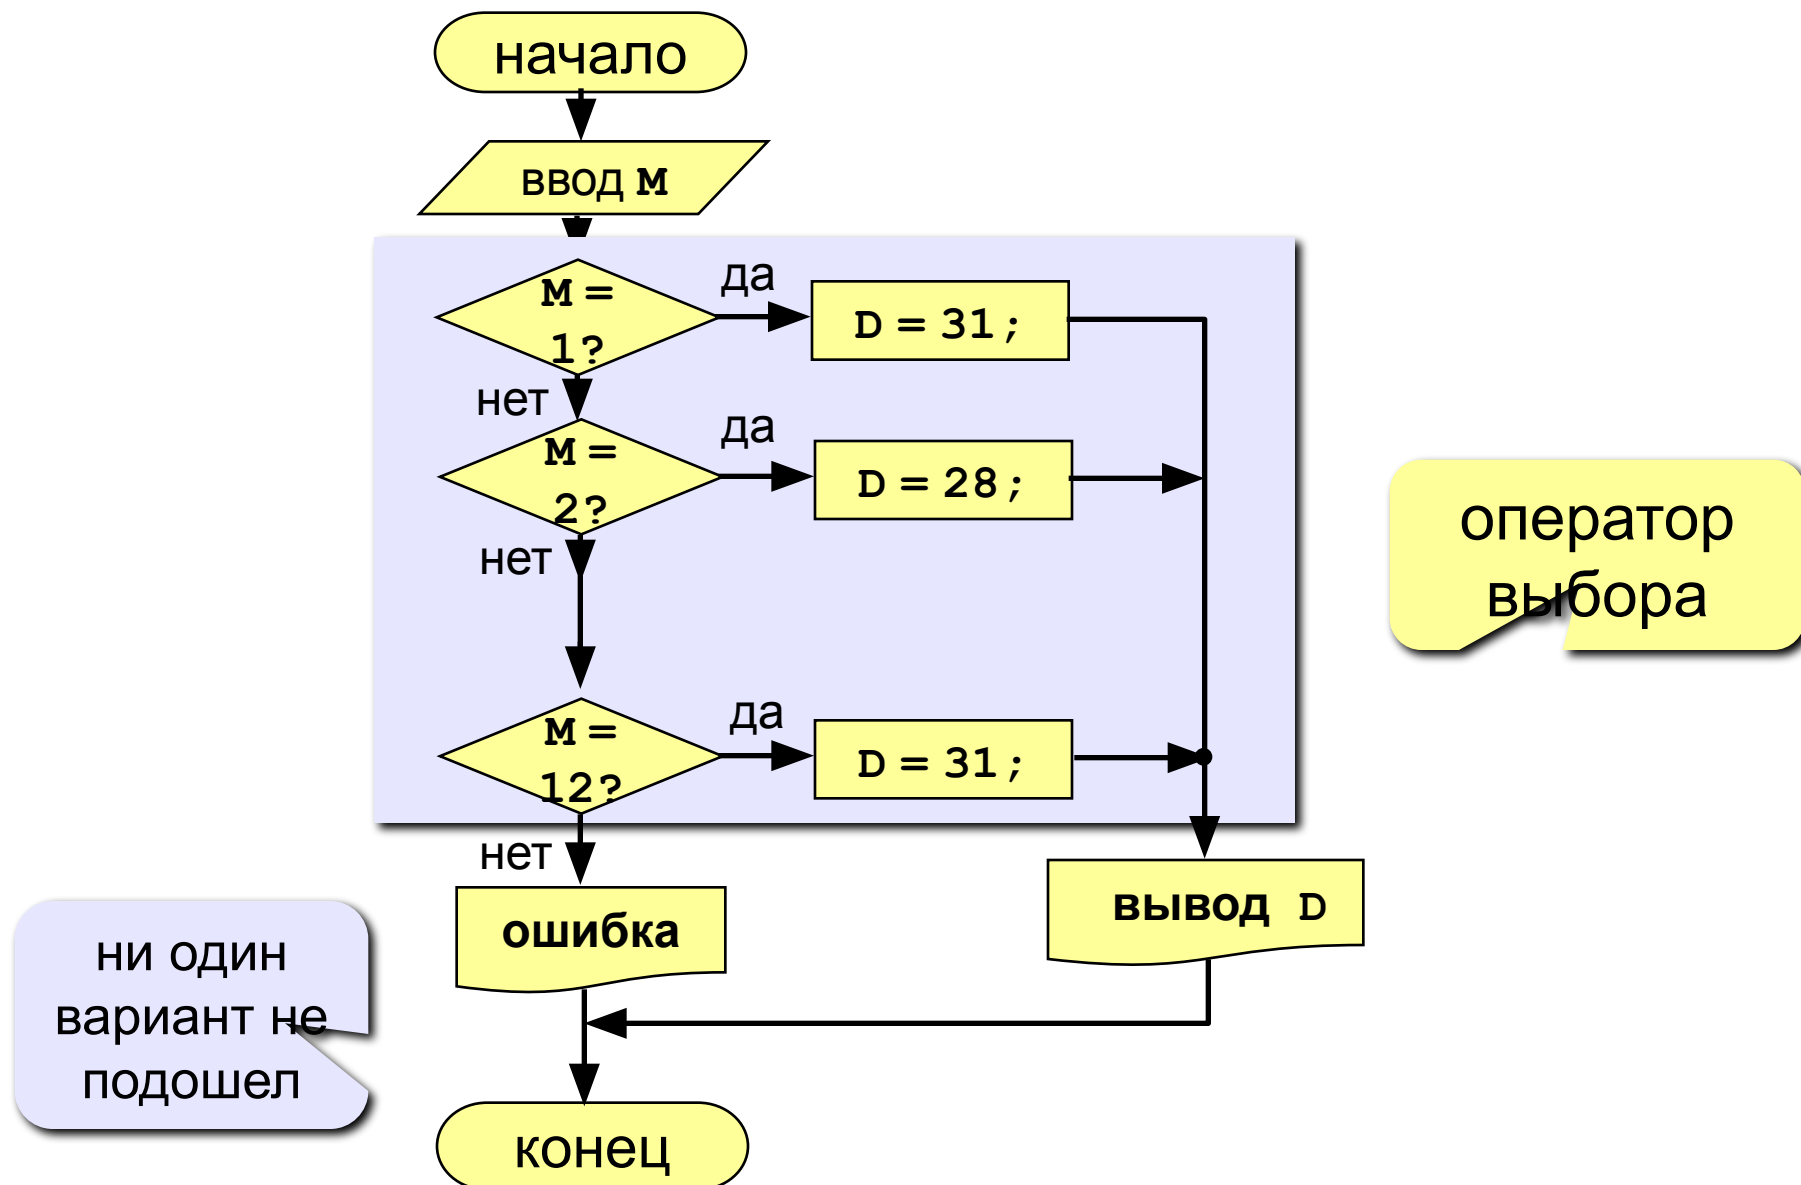 начало
ввод M
да
M =
1?
D = 31;
нет
да
M =
2?
D = 28;
нет
оператор
выбора
да
M =
12?
D = 31;
нет
ошибка
вывод D
ни один
вариант не
подошел
конец